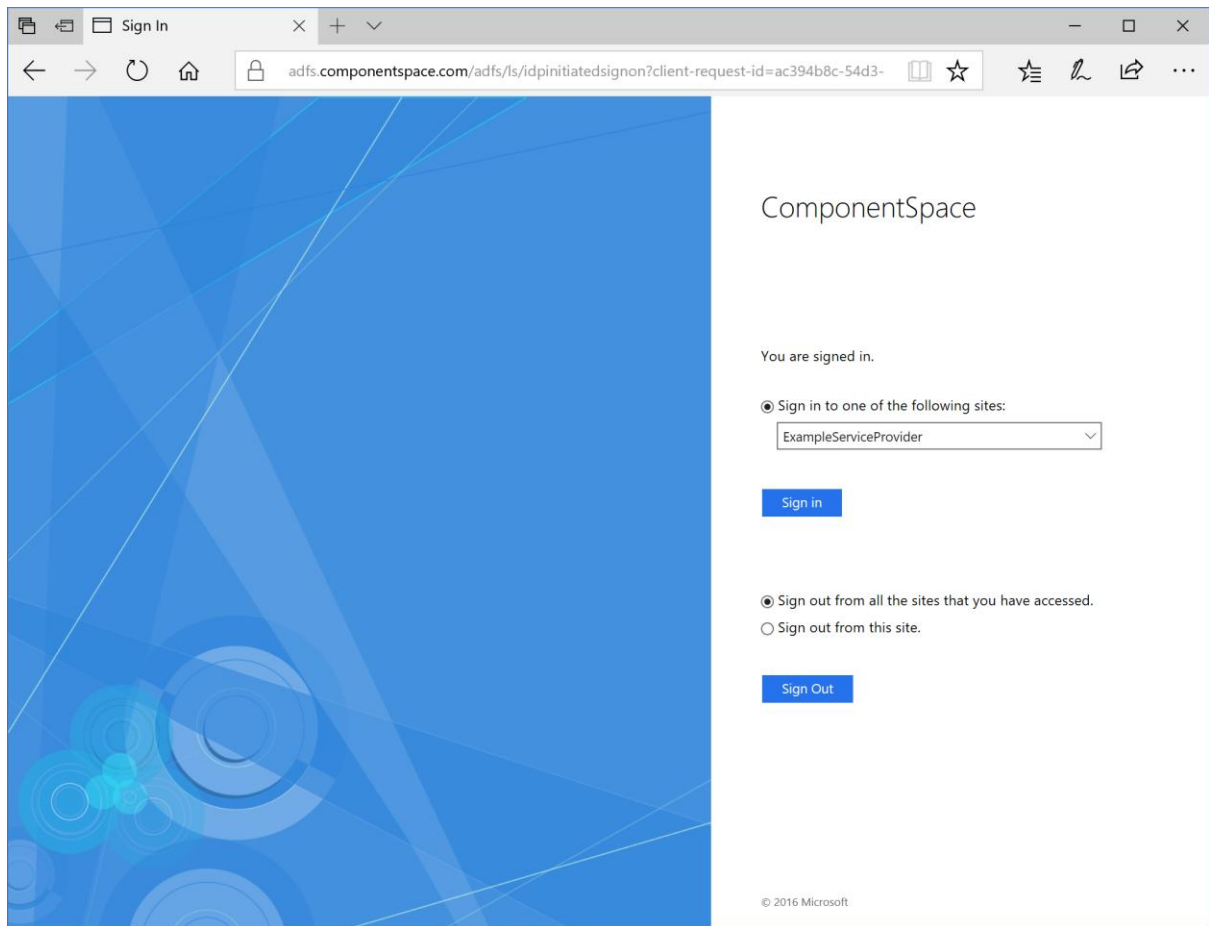 Sign In
adfs.componentspace.com/adfs/ls/idpinitiatedsignon?client-request-id=ac394b8c-54d3-
ComponentSpace
You are signed in.
Sign in to one of the following sites:
ExampleServiceProvider
Sign in
Sign out from all the sites that you have accessed.
Sign out from this site.
Sign Out
© 2016 Microsoft